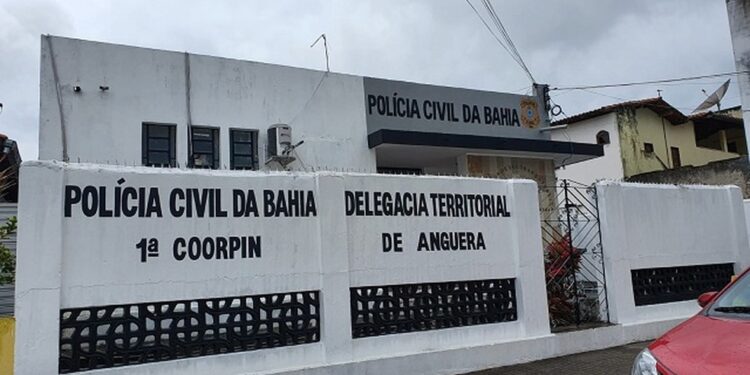 POLÍCIA CIVIL DA BAHIA
POLÍCIA CIVIL DA BAHIA
1ª COORPIN
DELEGACIA TERRITORIAL
DE ANGUERA